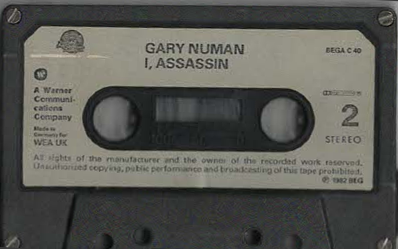 GARY NUMAN
I, ASSASSIN
BEGA C 40
A Warner
Communi-
cations
Company
Made in
Germany for
WEA UK
2
STEREO
All rights of the manufacturer and the owner of the recorded work reserved.
Unauthorized copying, public performance and broadcasting of this tape prohibited.
℗ 1982 BEG